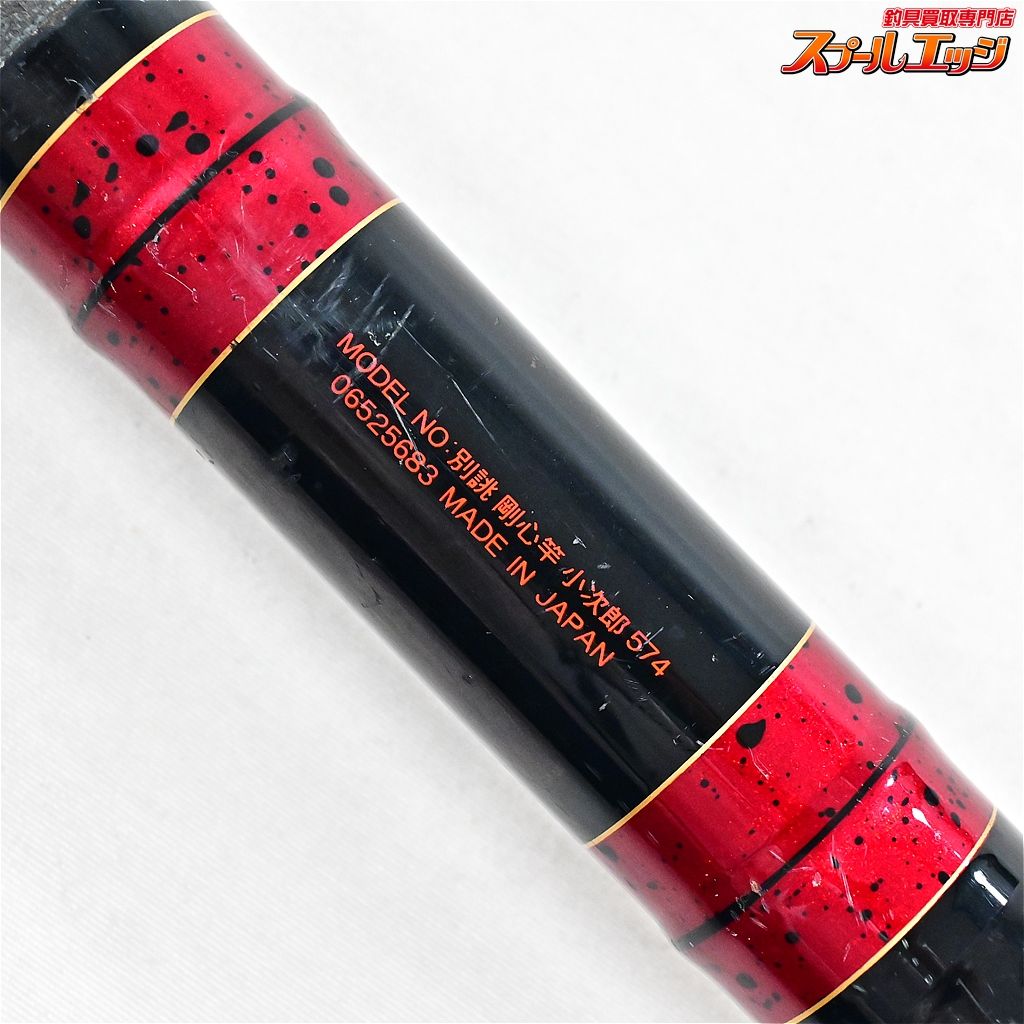 釣具買取専門店
スプールエッジ
MODEL NO:別誂 剛心竿 小次郎 574
06525683 MADE IN JAPAN